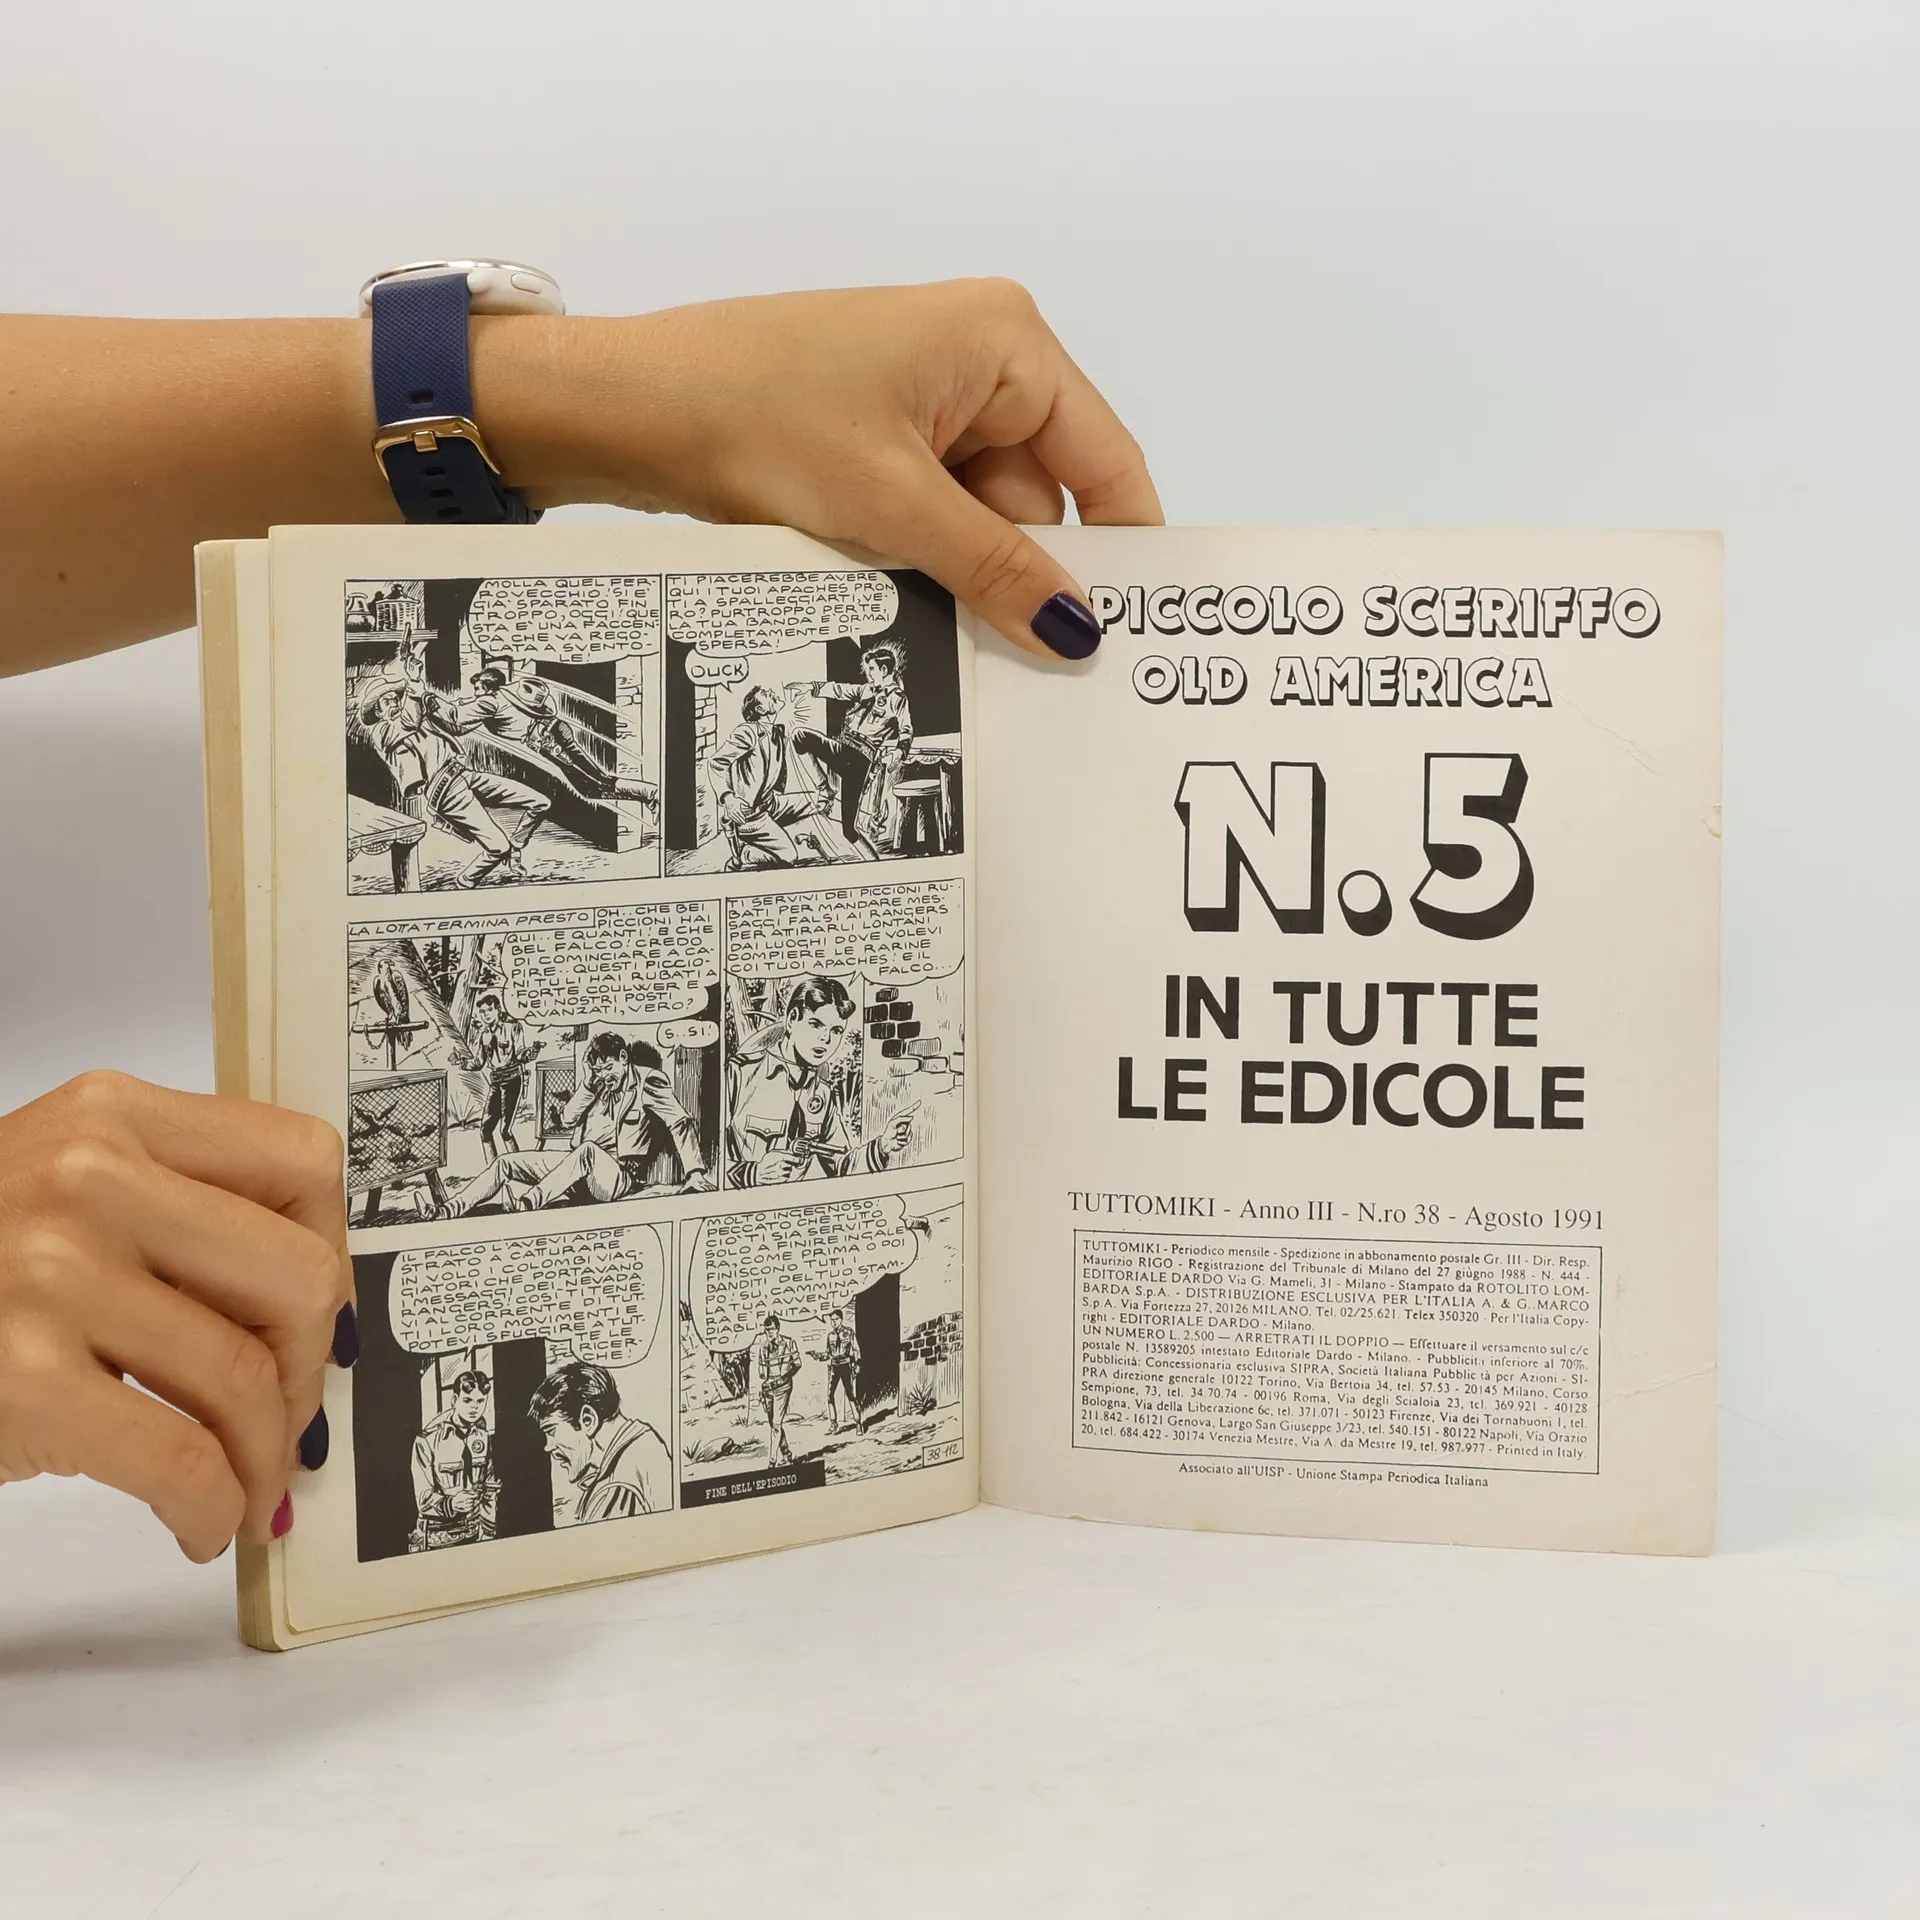 MOLLA QUEL FER-
ROVECCHIO! SI E'
GIA' SPARATO FIN
TROPPO, OGGI! QUE
STA E' UNA FACCEN
DA CHE VA REGO-
LATA A SVENTO-
LE!
TI PIACEREBBE AVERE
QUI I TUOI APACHES PRON
TI A SPALLEGGIARTI, VE-
RO? PURTROPPO PER TE,
LA TUA BANDA E' ORMAI
COMPLETAMENTE DI-
SPERSA!
OUCK
LA LOTTA TERMINA PRESTO
OH... CHE BEI
PICCIONI HAI
QUI... E QUANTI! E CHE
BEL FALCO! CREDO
DI COMINCIARE A CA-
PIRE... QUESTI PICCIO-
NI TU LI HAI RUBATI A
FORTE COULWER E
NEI NOSTRI POSTI
AVANZATI, VERO?
S...SI!
TI SERVIVI DEI PICCIONI RU-
BATI PER MANDARE MES-
SAGGI FALSI AI RANGERS
PER ATTIRARLI LONTANI
DAI LUOGHI DOVE VOLEVI
COMPIERE LE RAPINE
COI TUOI APACHES! E IL
FALCO...
IL FALCO L'AVEVI ADDE-
STRATO A CATTURARE
IN VOLO I COLOMBI VIAG-
GIATORI CHE PORTAVANO
I MESSAGGI DEI NEVADA
RANGERS! COSI' TI TENE-
VI AL CORRENTE DI TUT-
TI I LORO MOVIMENTI E
POTEVI SFUGGIRE A TUT-
TE LE
RICER-
CHE!
MOLTO INGEGNOSO!
PECCATO CHE TUTTO
CIO' TI SIA SERVITO
SOLO A FINIRE IN GALE-
RA, COME PRIMA O POI
FINISCONO TUTTI I
BANDITI DEL TUO STAM-
PO! SU, CAMMINA!
LA TUA AVVENTURA
E' FINITA, EL
DIABLI-
TO!
38-112
FINE DELL'EPISODIO
PICCOLO SCERIFFO
OLD AMERICA
N.5
IN TUTTE
LE EDICOLE
TUTTOMIKI - Anno III - N.ro 38 - Agosto 1991
TUTTOMIKI - Periodico mensile - Spedizione in abbonamento postale Gr. III - Dir. Resp.
Maurizio RIGO - Registrazione del Tribunale di Milano del 27 giugno 1988 - N. 444 -
EDITORIALE DARDO Via G. Mameli, 31 - Milano - Stampato da ROTOLITO LOM-
BARDA S.p.A. - DISTRIBUZIONE ESCLUSIVA PER L'ITALIA A. & G. MARCO
S.p.A. Via Fortezza 27, 20126 MILANO. Tel. 02/25.621. Telex 350320 - Per l'Italia Copy-
right - EDITORIALE DARDO - Milano.
UN NUMERO L. 2.500 — ARRETRATI IL DOPPIO — Effettuare il versamento sul c/c
postale N. 13589205 intestato Editoriale Dardo - Milano. - Pubblicità inferiore al 70%.
Pubblicità: Concessionaria esclusiva SIPRA, Società Italiana Pubblicità per Azioni - SI-
PRA direzione generale 10122 Torino, Via Bertoia 34, tel. 57.53 - 20145 Milano, Corso
Sempione, 73, tel. 34.70.74 - 00196 Roma, Via degli Scialoia 23, tel. 369.921 - 40128
Bologna, Via della Liberazione 6c, tel. 371.071 - 50123 Firenze, Via dei Tornabuoni 1, tel.
211.842 - 16121 Genova, Largo San Giuseppe 3/23, tel. 540.151 - 80122 Napoli, Via Orazio
20, tel. 684.422 - 30174 Venezia Mestre, Via A. da Mestre 19, tel. 987.977 - Printed in Italy.
Associato all'UISP - Unione Stampa Periodica Italiana